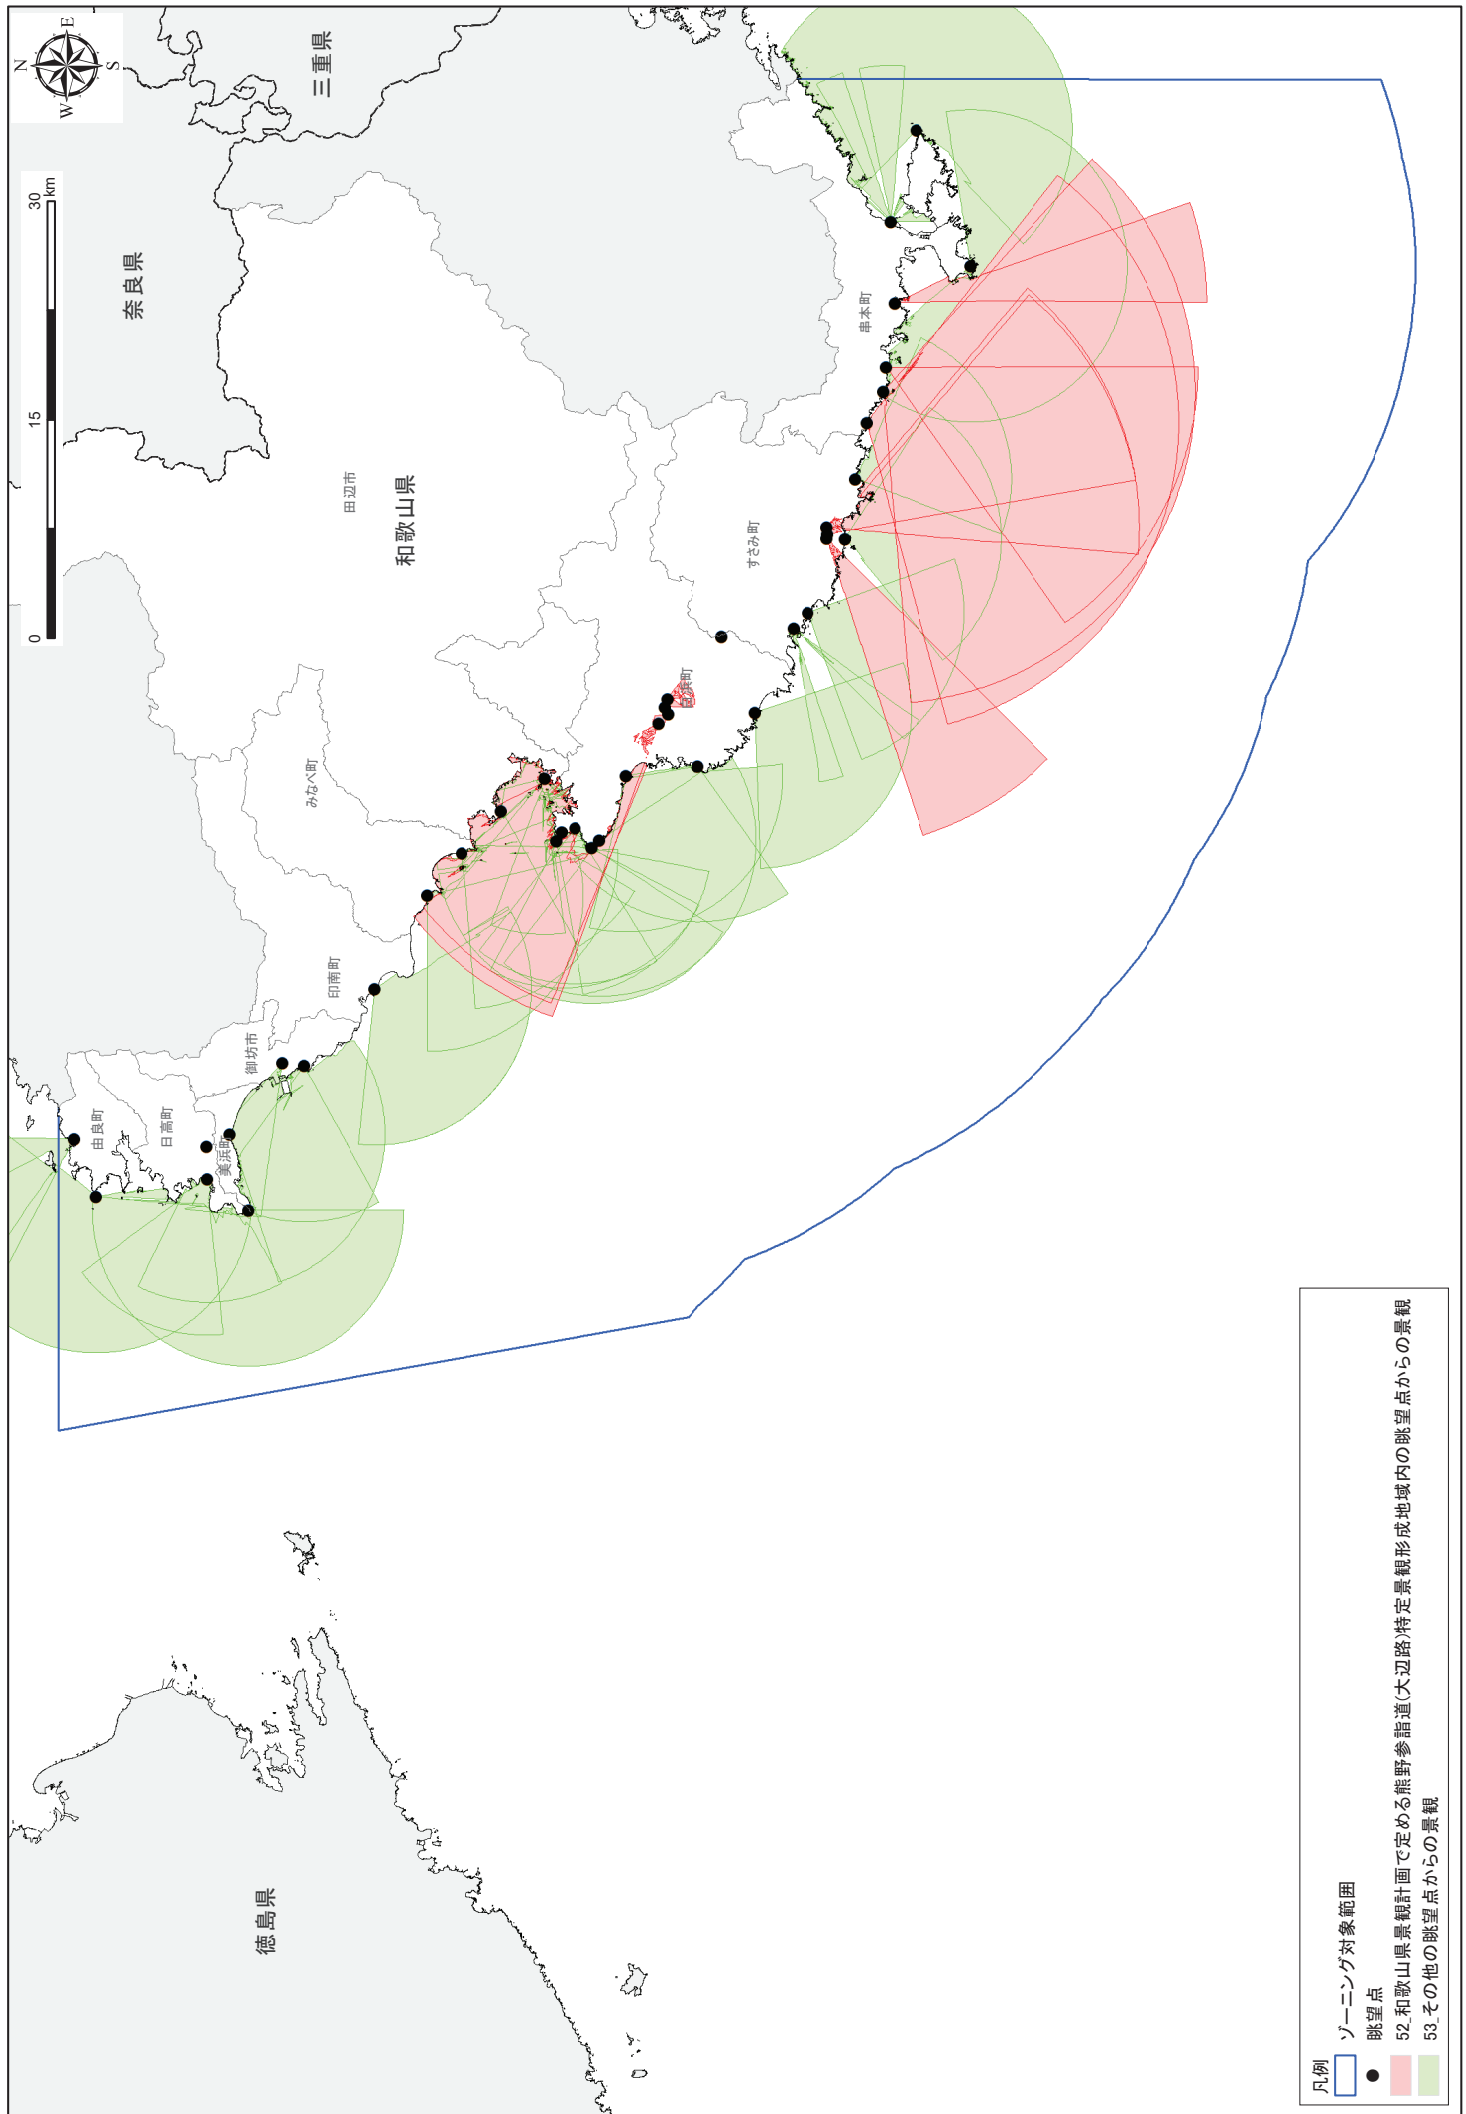 N
E
W
S
0
15
30
km
奈良県
三重県
和歌山県
徳島県
田辺市
みなべ町
印南町
御坊市
日高町
由良町
美浜町
白浜町
すさみ町
串本町
凡例
ゾーニング対象範囲
眺望点
52_和歌山県景観計画で定める熊野参詣道(大辺路)特定景観形成地域内の眺望点からの景観
53_その他の眺望点からの景観